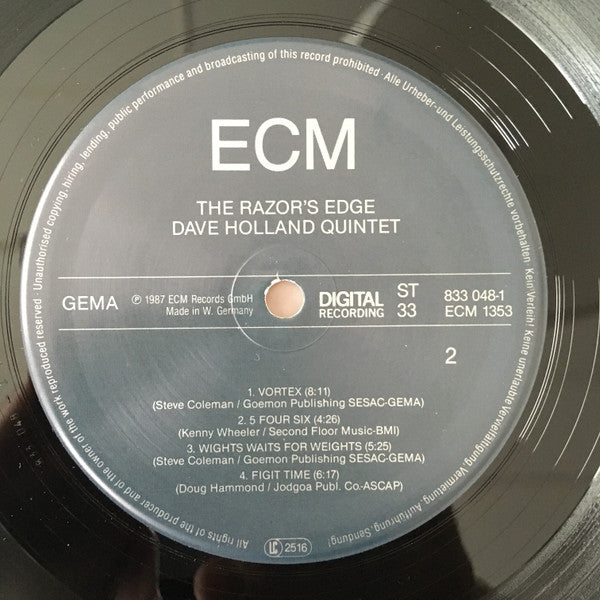 ECM
THE RAZOR'S EDGE
DAVE HOLLAND QUINTET
GEMA
℗ 1987 ECM Records GmbH
Made in W. Germany
DIGITAL
RECORDING
ST
33
833 048-1
ECM 1353
2
1. VORTEX (8:11)
(Steve Coleman / Goemon Publishing SESAC-GEMA)
2. 5 FOUR SIX (4:26)
(Kenny Wheeler / Second Floor Music-BMI)
3. WIGHTS WAITS FOR WEIGHTS (5:25)
(Steve Coleman / Goemon Publishing SESAC-GEMA)
4. FIGIT TIME (6:17)
(Doug Hammond / Jodgoa Publ. Co.-ASCAP)
LC 2516
All rights of the producer and of the owner of the work reproduced reserved · Unauthorised copying, hiring, lending, public performance and broadcasting of this record prohibited · Alle Urheber- und Leistungsschutzrechte vorbehalten · Kein Verleih! Keine unerlaubte Vervielfältigung, Vermietung, Aufführung, Sendung!